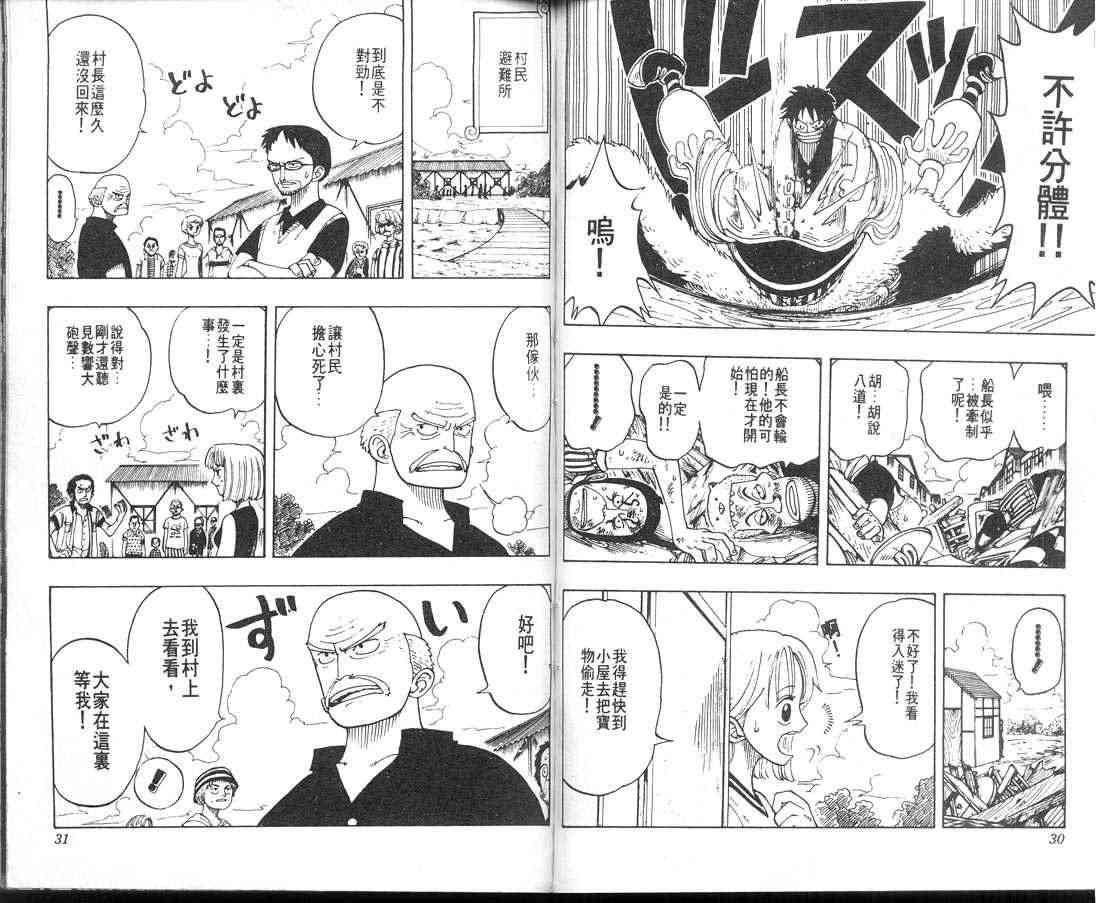 不許分體!!
嗚！
ドスッ
喂……
船長似乎
…被牽制
了呢！
胡…胡說
八道！
船長不會輸
的！他的可
怕現在才開
始！
一定
是的!!
………！
………！
啊！
不好了！我看
得入迷了！
我得趕快到
小屋去把寶
物偷走！
30
村民
避難所
到底是不
對勁！
どよ
どよ
村長這麼久
還沒回來！
………
那傢伙…
讓村民
擔心死了…
一定是村裏
發生了什麼
事…！
說得對…
剛才還聽
見數響大
砲聲…
ざわ
ざわ
好吧！
ずい
我到村上
去看看，
大家在這裏
等我！
！
31